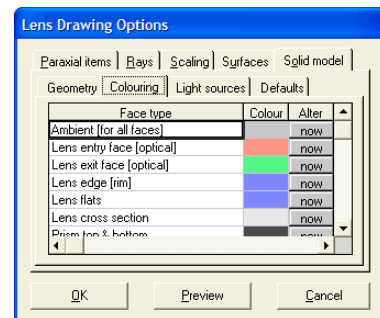 Lens Drawing Options
Paraxial items Rays Scaling Surfaces Solid model
Geometry Colouring Light sources Defaults
Face type Colour Alter
Ambient [for all faces] now
Lens entry face [optical] now
Lens exit face [optical] now
Lens edge [rim] now
Lens flats now
Lens cross section now
Prism top & bottom now
OK Preview Cancel